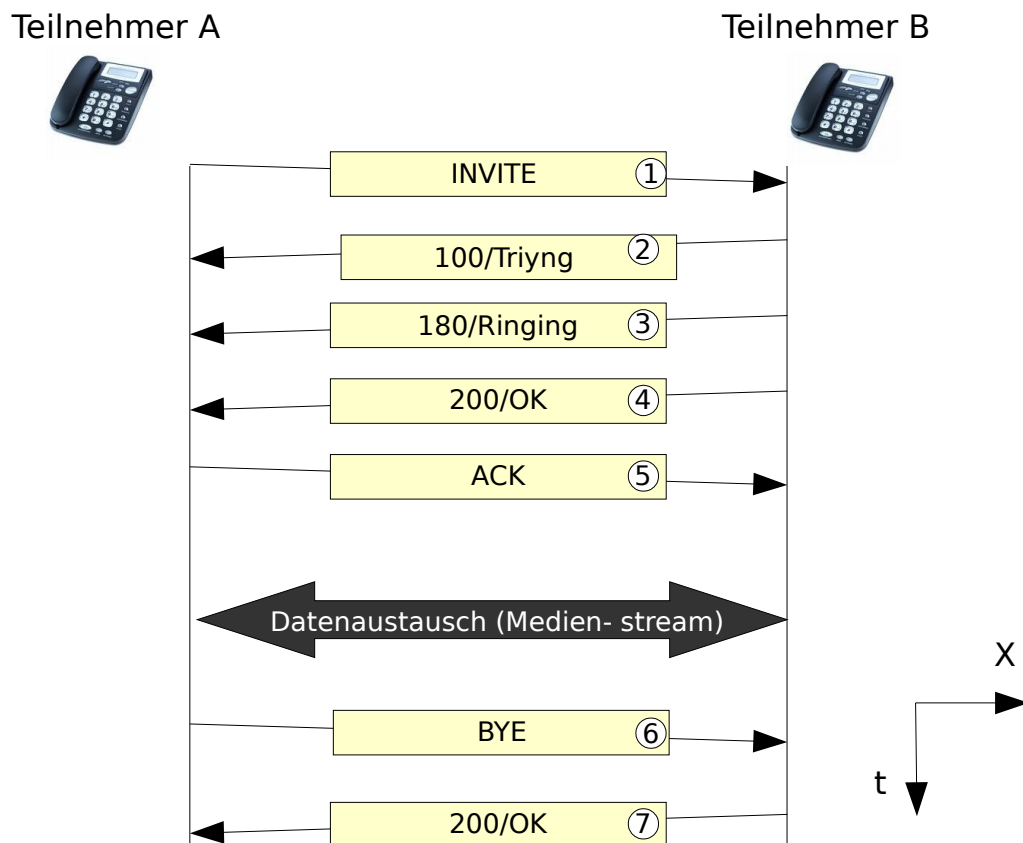 Teilnehmer A
Teilnehmer B
INVITE 1
100/Triyng 2
180/Ringing 3
200/OK 4
ACK 5
Datenaustausch (Medien- stream)
X
BYE 6
t
200/OK 7